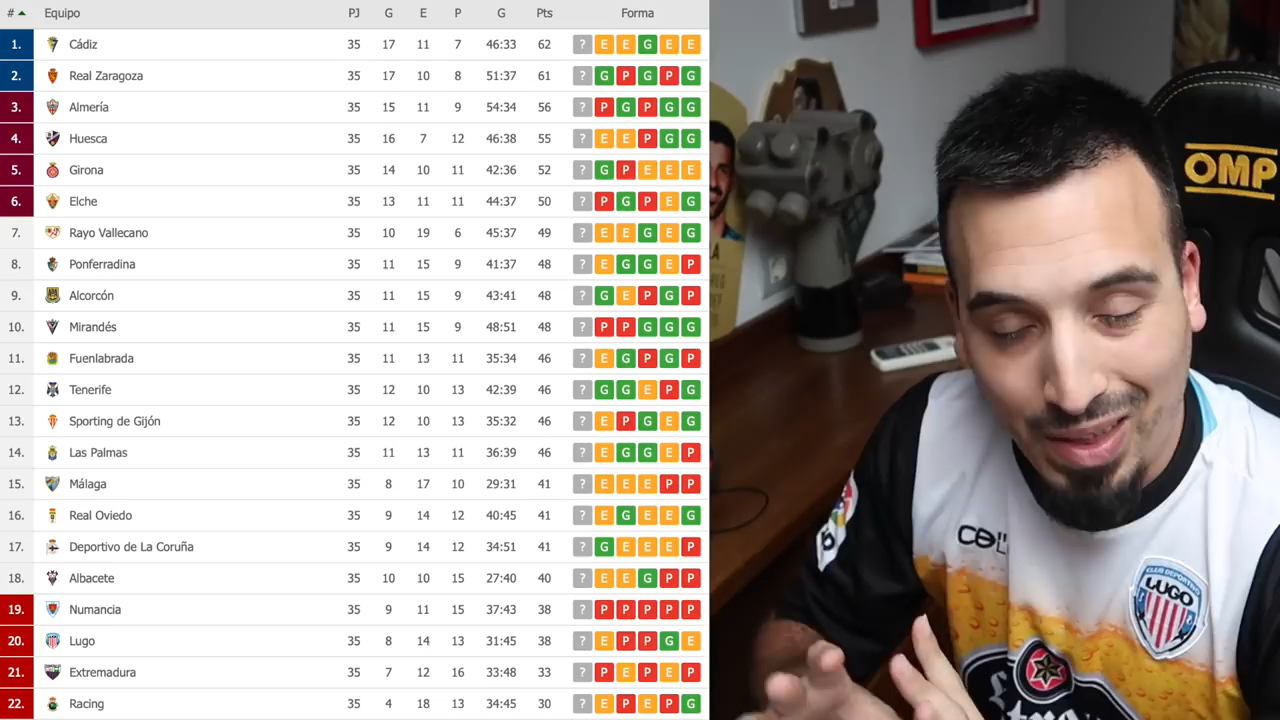 # Equipo PJ G E P G Pts Forma
1. Cádiz 35 17 11 7 46:33 62 ? E E G E E
2. Real Zaragoza 35 17 10 8 51:37 61 ? G P G P G
3. Almería 35 15 11 9 54:34 56 ? P G P G G
4. Huesca 35 16 7 12 46:38 55 ? E E P G G
5. Girona 35 14 10 11 42:36 52 ? G P E E E
6. Elche 35 13 11 11 44:37 50 ? P G P E G
7. Rayo Vallecano 35 10 19 6 45:37 49 ? E E G E G
8. Ponferradina 35 11 15 9 41:37 48 ? E G G E P
9. Alcorcón 35 11 15 9 43:41 48 ? G E P G P
10. Mirandés 35 11 15 9 48:51 48 ? P P G G G
11. Fuenlabrada 35 11 13 11 35:34 46 ? E G P G P
12. Tenerife 35 12 10 13 42:39 46 ? G G E P G
13. Sporting de Gijón 35 12 10 13 35:32 46 ? E P G E G
14. Las Palmas 35 11 13 11 36:39 46 ? E G G E P
15. Málaga 35 8 17 10 29:31 41 ? E E E P P
16. Real Oviedo 35 9 14 12 40:45 41 ? E G E E G
17. Deportivo de La Coruña 35 9 14 12 34:51 41 ? G E E E P
18. Albacete 35 10 10 15 27:40 40 ? E E G P P
19. Numancia 35 9 11 15 37:43 38 ? P P P P P
20. Lugo 35 8 14 13 31:45 38 ? E P P G E
21. Extremadura 35 7 12 16 33:48 33 ? P E P E P
22. Racing 35 4 18 13 34:45 30 ? E P E P G
OMP
CLUB DEPORTIVO
LUGO